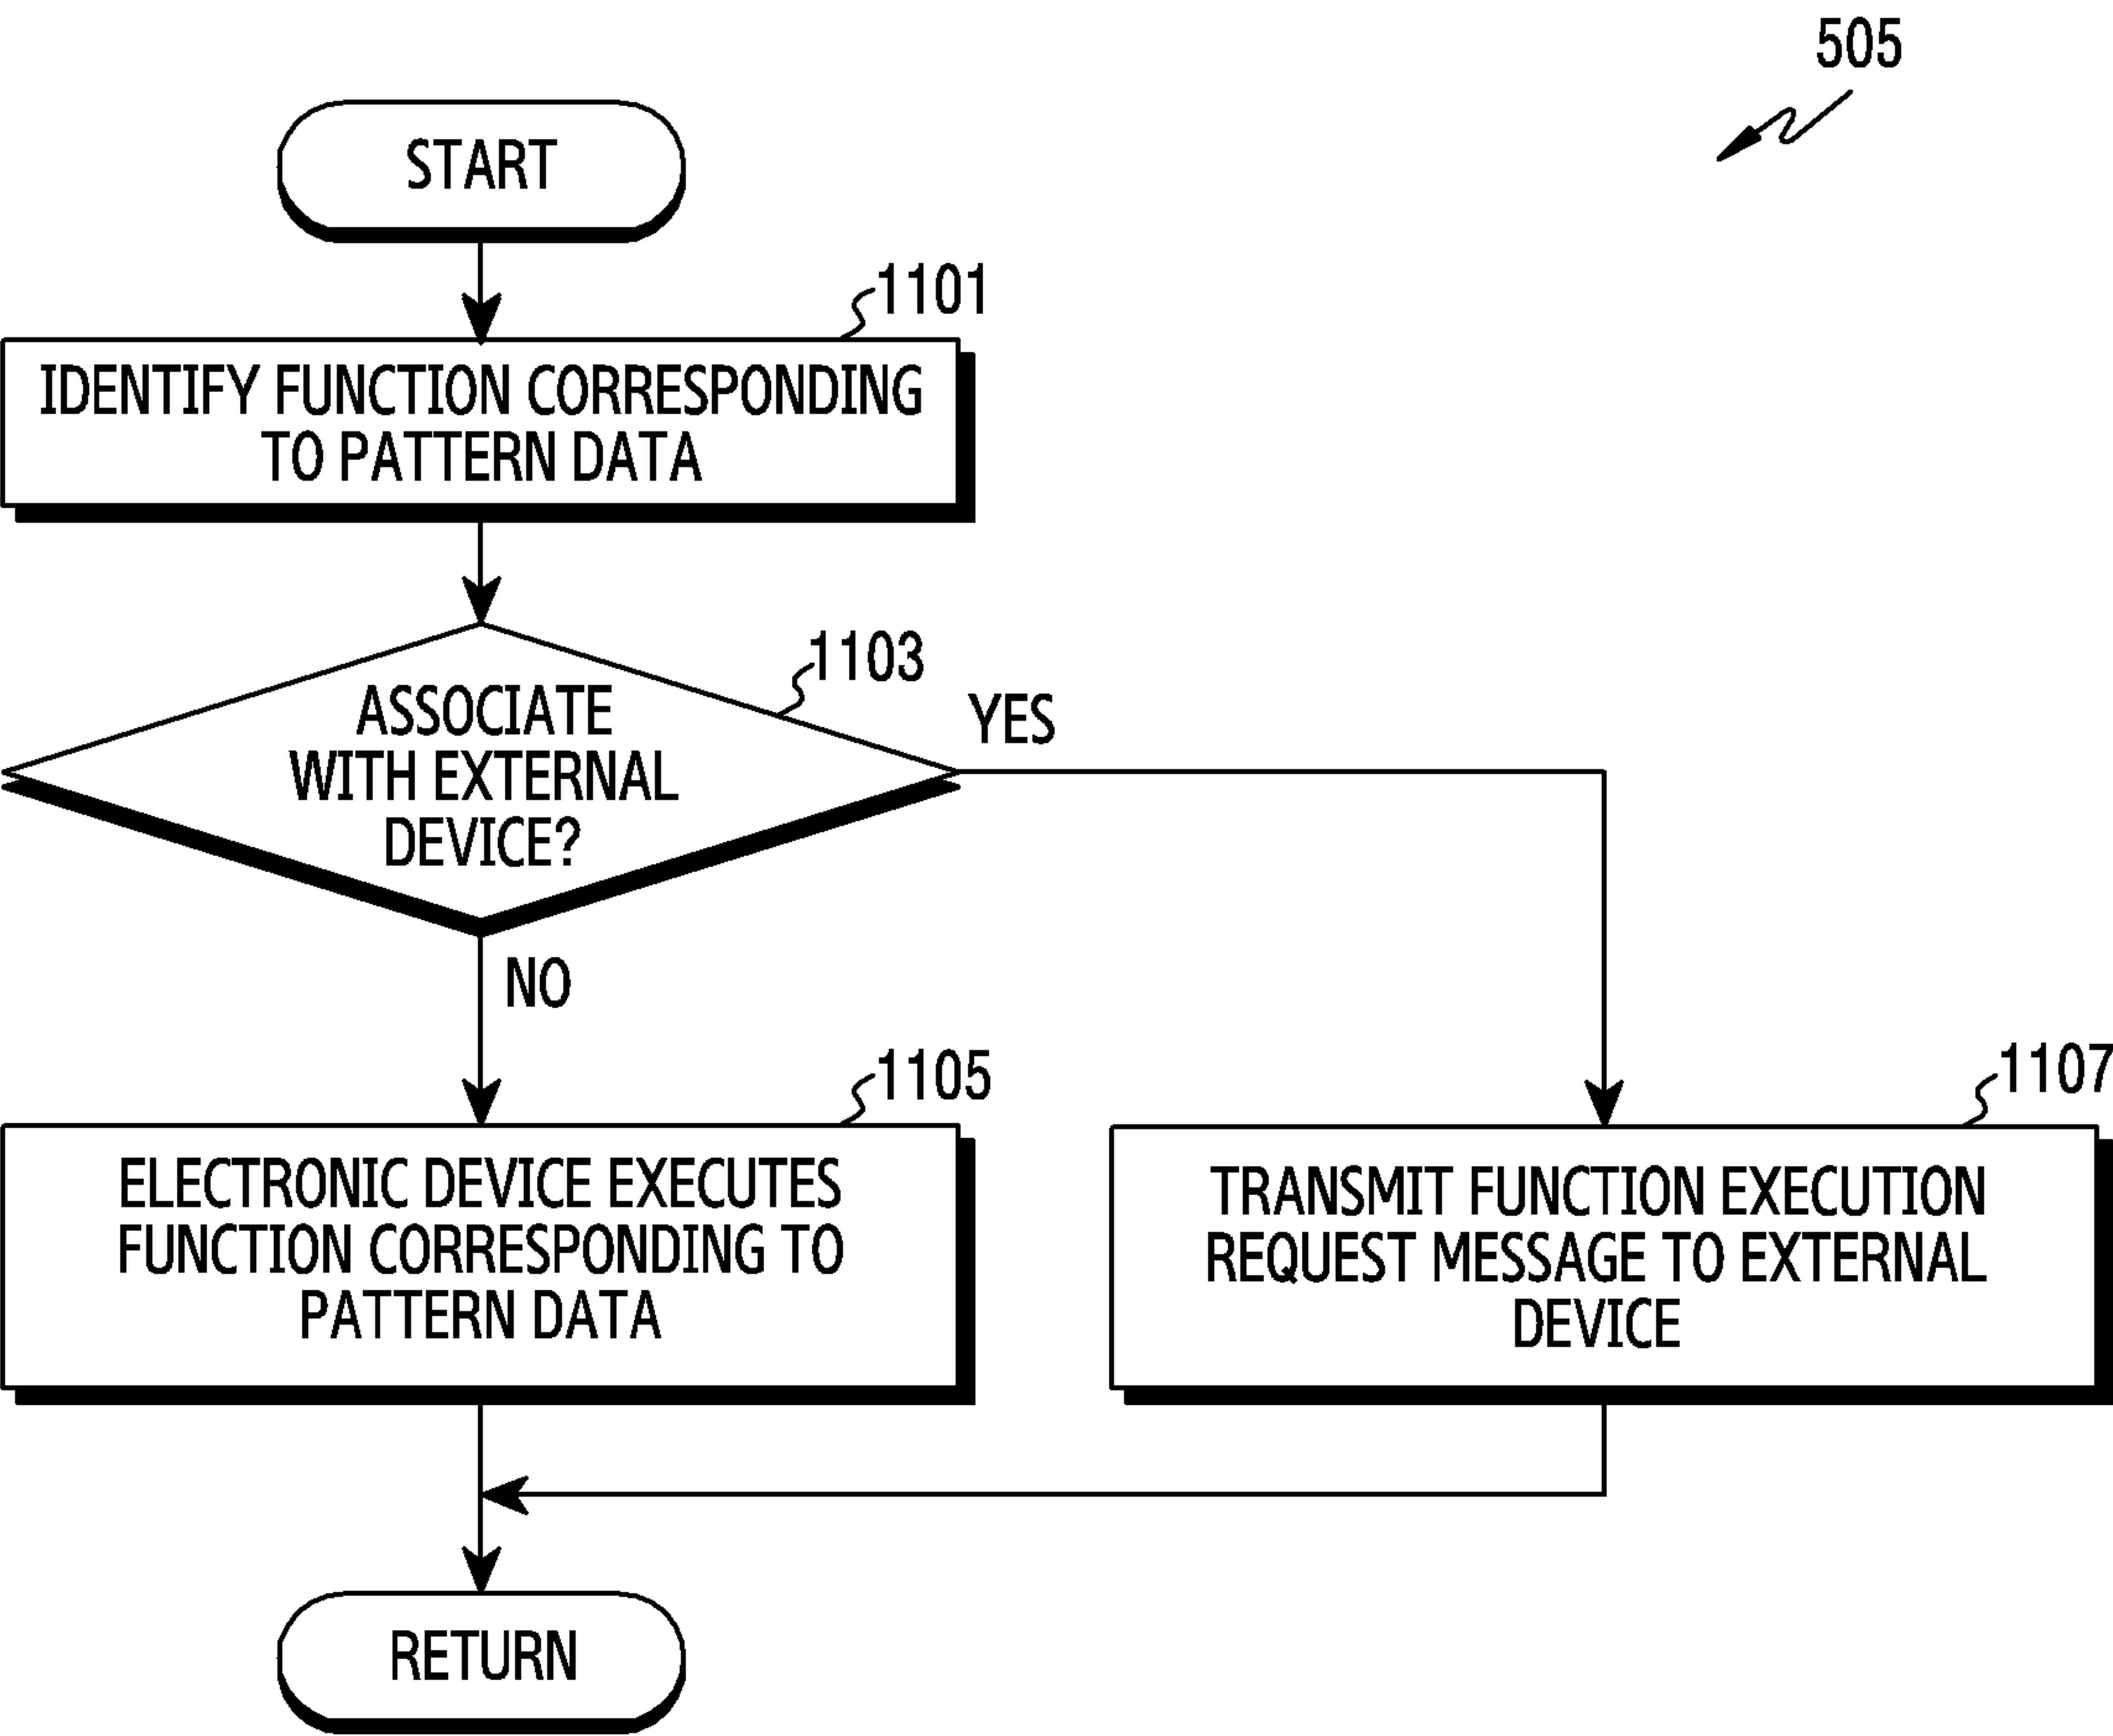 505
START
1101
IDENTIFY FUNCTION CORRESPONDING
TO PATTERN DATA
1103
ASSOCIATE
WITH EXTERNAL
DEVICE?
YES
NO
1105
ELECTRONIC DEVICE EXECUTES
FUNCTION CORRESPONDING TO
PATTERN DATA
1107
TRANSMIT FUNCTION EXECUTION
REQUEST MESSAGE TO EXTERNAL
DEVICE
RETURN